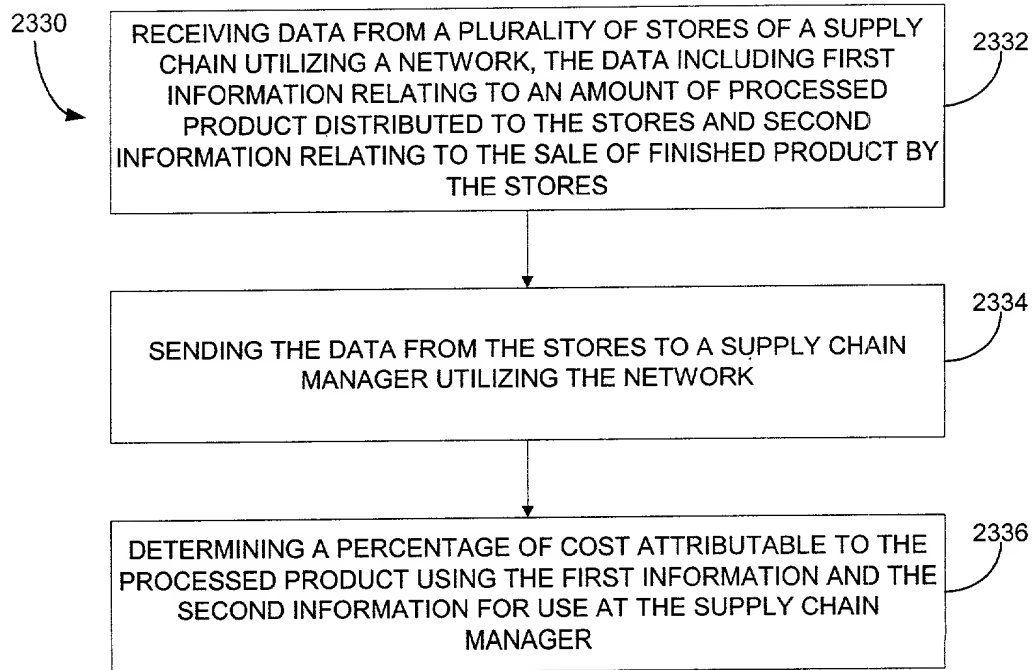 2330
RECEIVING DATA FROM A PLURALITY OF STORES OF A SUPPLY
CHAIN UTILIZING A NETWORK, THE DATA INCLUDING FIRST
INFORMATION RELATING TO AN AMOUNT OF PROCESSED
PRODUCT DISTRIBUTED TO THE STORES AND SECOND
INFORMATION RELATING TO THE SALE OF FINISHED PRODUCT BY
THE STORES
2332
SENDING THE DATA FROM THE STORES TO A SUPPLY CHAIN
MANAGER UTILIZING THE NETWORK
2334
DETERMINING A PERCENTAGE OF COST ATTRIBUTABLE TO THE
PROCESSED PRODUCT USING THE FIRST INFORMATION AND THE
SECOND INFORMATION FOR USE AT THE SUPPLY CHAIN
MANAGER
2336